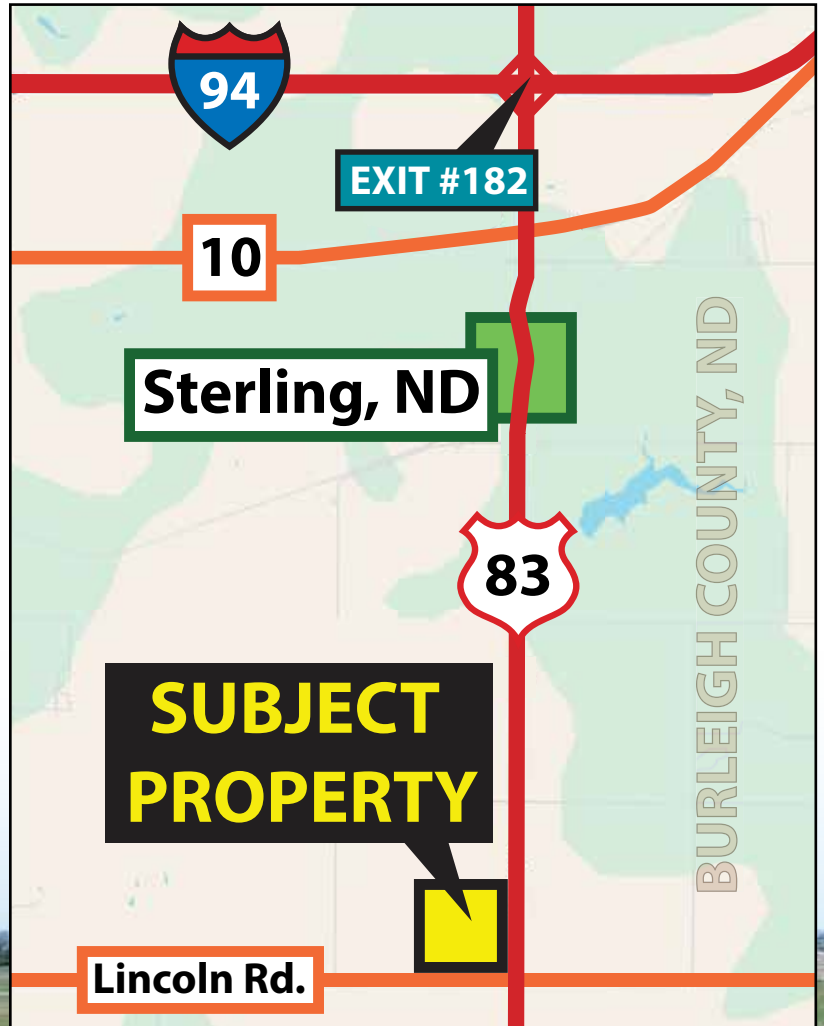 94
EXIT #182
10
Sterling, ND
83
BURLEIGH COUNTY, ND
SUBJECT
PROPERTY
Lincoln Rd.